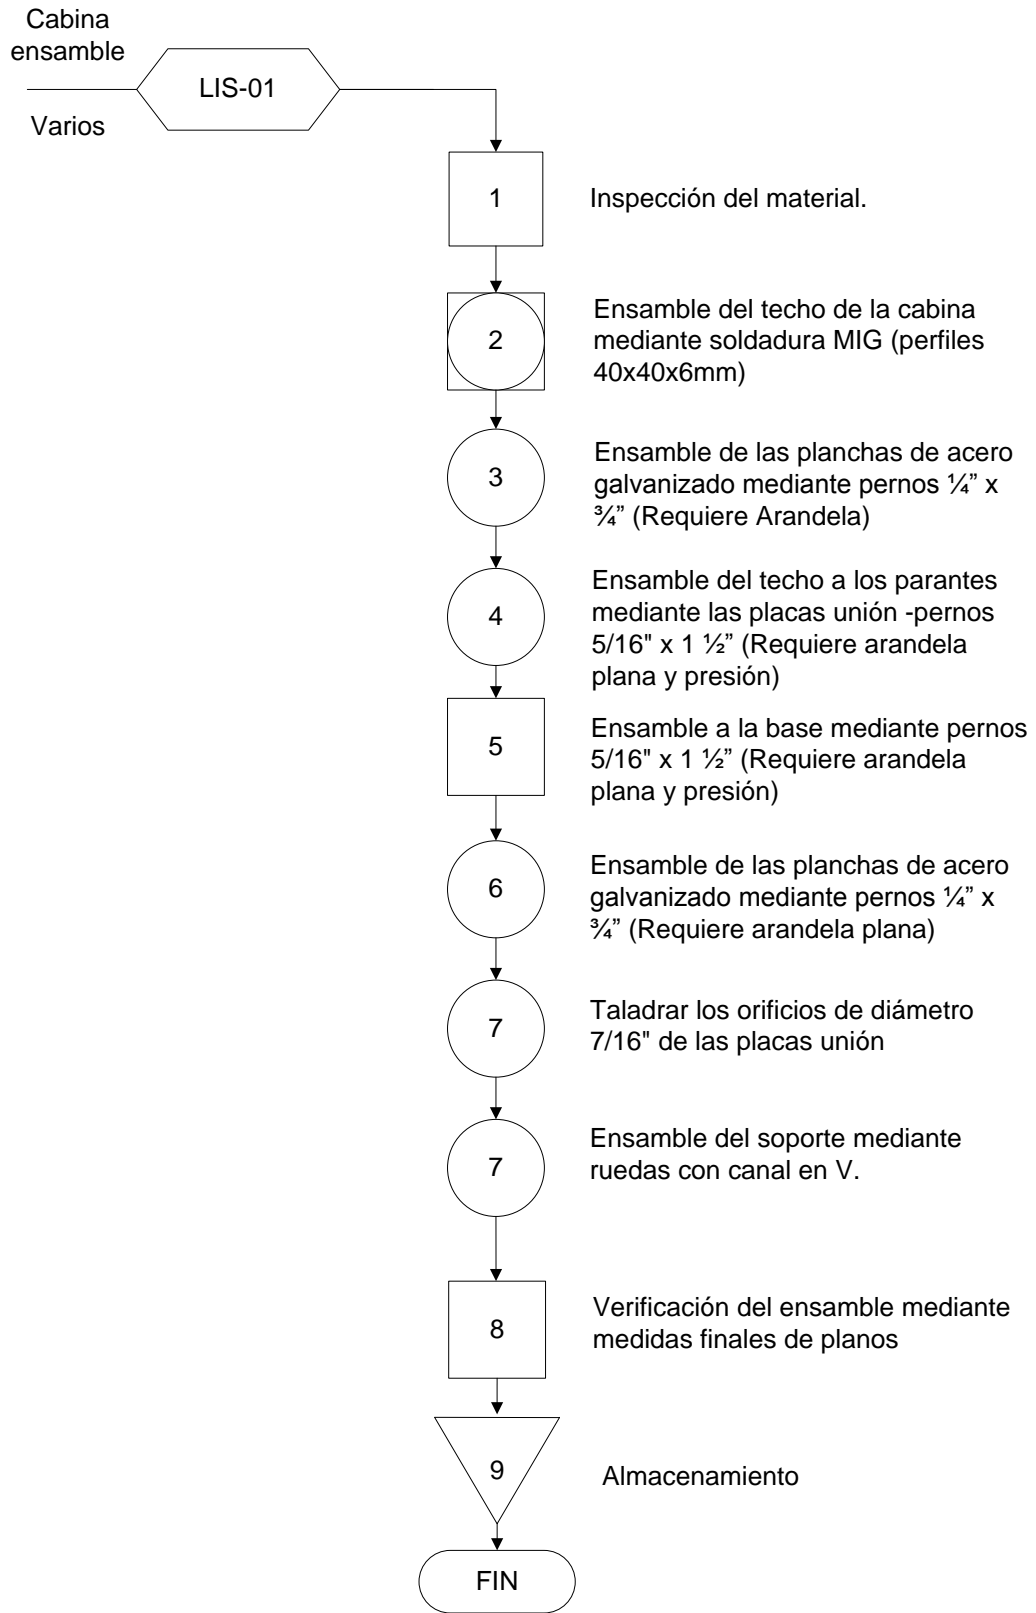 Cabina
ensamble
LIS-01
Varios
1
Inspección del material.
2
Ensamble del techo de la cabina
mediante soldadura MIG (perfiles
40x40x6mm)
3
Ensamble de las planchas de acero
galvanizado mediante pernos ¼” x
¾” (Requiere Arandela)
4
Ensamble del techo a los parantes
mediante las placas unión -pernos
5/16" x 1 ½” (Requiere arandela
plana y presión)
5
Ensamble a la base mediante pernos
5/16" x 1 ½” (Requiere arandela
plana y presión)
6
Ensamble de las planchas de acero
galvanizado mediante pernos ¼” x
¾” (Requiere arandela plana)
7
Taladrar los orificios de diámetro
7/16" de las placas unión
7
Ensamble del soporte mediante
ruedas con canal en V.
8
Verificación del ensamble mediante
medidas finales de planos
9
Almacenamiento
FIN